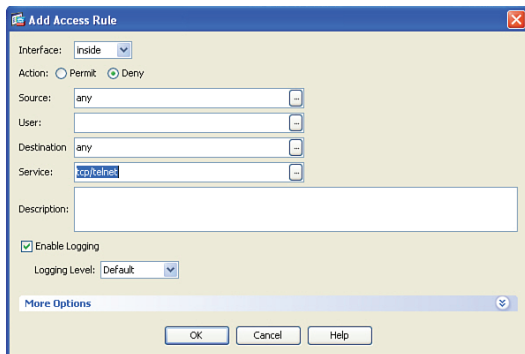 Add Access Rule
Interface: inside
Action: Permit Deny
Source: any ...
User: ...
Destination any ...
Service: tcp/telnet ...
Description:
Enable Logging
Logging Level: Default
More Options
OK Cancel Help